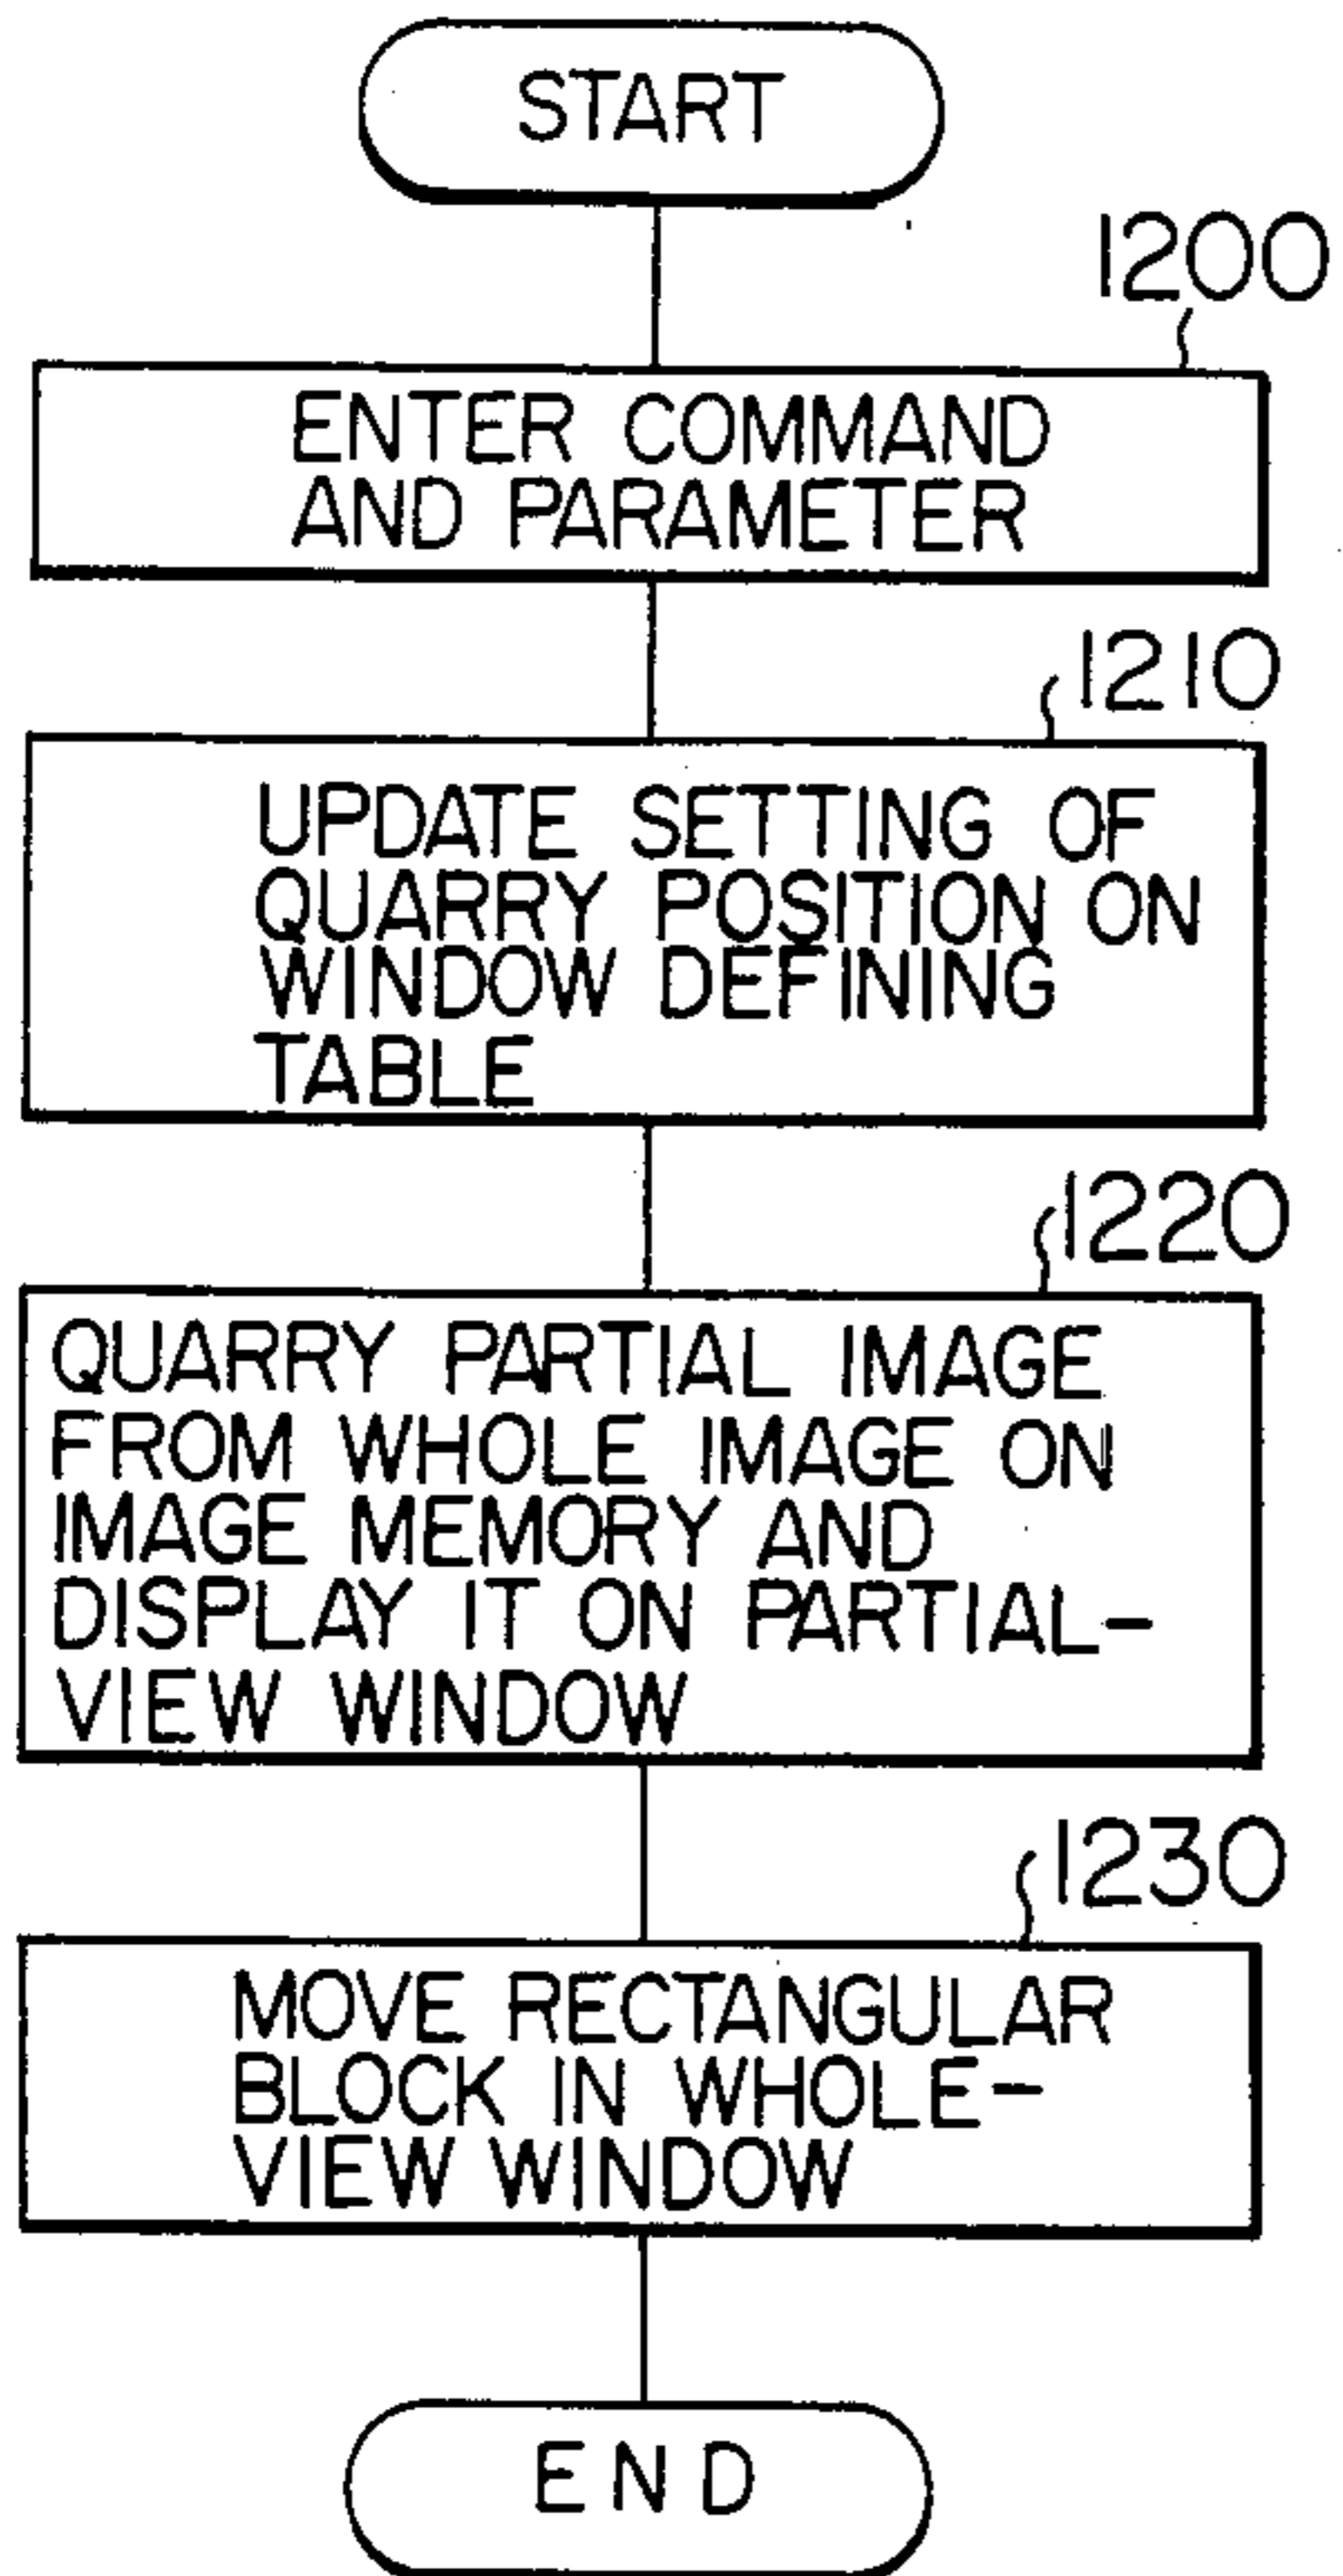 START
1200
ENTER COMMAND
AND PARAMETER
1210
UPDATE SETTING OF
QUARRY POSITION ON
WINDOW DEFINING
TABLE
1220
QUARRY PARTIAL IMAGE
FROM WHOLE IMAGE ON
IMAGE MEMORY AND
DISPLAY IT ON PARTIAL-
VIEW WINDOW
1230
MOVE RECTANGULAR
BLOCK IN WHOLE-
VIEW WINDOW
END